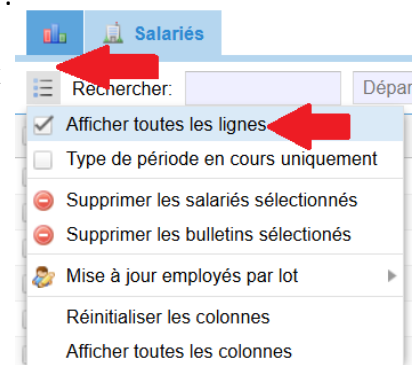 Salariés
Rechercher:
Dépar
Afficher toutes les lignes
Type de période en cours uniquement
Supprimer les salariés sélectionnés
Supprimer les bulletins sélectionés
Mise à jour employés par lot
Réinitialiser les colonnes
Afficher toutes les colonnes